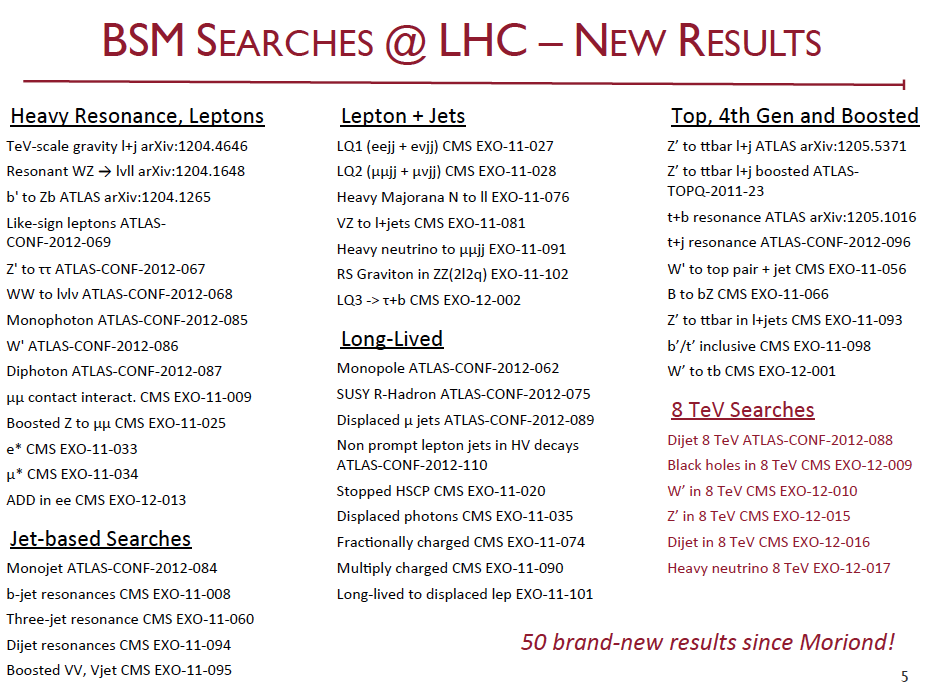 BSM SEARCHES @ LHC – NEW RESULTS
Heavy Resonance, Leptons
TeV-scale gravity l+j arXiv:1204.4646
Resonant WZ → lvll arXiv:1204.1648
b' to Zb ATLAS arXiv:1204.1265
Like-sign leptons ATLAS-
CONF-2012-069
Z' to ττ ATLAS-CONF-2012-067
WW to lvlv ATLAS-CONF-2012-068
Monophoton ATLAS-CONF-2012-085
W' ATLAS-CONF-2012-086
Diphoton ATLAS-CONF-2012-087
μμ contact interact. CMS EXO-11-009
Boosted Z to μμ CMS EXO-11-025
e* CMS EXO-11-033
μ* CMS EXO-11-034
ADD in ee CMS EXO-12-013
Jet-based Searches
Monojet ATLAS-CONF-2012-084
b-jet resonances CMS EXO-11-008
Three-jet resonance CMS EXO-11-060
Dijet resonances CMS EXO-11-094
Boosted VV, Vjet CMS EXO-11-095
Lepton + Jets
LQ1 (eejj + evjj) CMS EXO-11-027
LQ2 (μμjj + μvjj) CMS EXO-11-028
Heavy Majorana N to ll EXO-11-076
VZ to l+jets CMS EXO-11-081
Heavy neutrino to μμjj EXO-11-091
RS Graviton in ZZ(2l2q) EXO-11-102
LQ3 -> τ+b CMS EXO-12-002
Long-Lived
Monopole ATLAS-CONF-2012-062
SUSY R-Hadron ATLAS-CONF-2012-075
Displaced μ jets ATLAS-CONF-2012-089
Non prompt lepton jets in HV decays
ATLAS-CONF-2012-110
Stopped HSCP CMS EXO-11-020
Displaced photons CMS EXO-11-035
Fractionally charged CMS EXO-11-074
Multiply charged CMS EXO-11-090
Long-lived to displaced lep EXO-11-101
Top, 4th Gen and Boosted
Z’ to ttbar l+j ATLAS arXiv:1205.5371
Z’ to ttbar l+j boosted ATLAS-
TOPQ-2011-23
t+b resonance ATLAS arXiv:1205.1016
t+j resonance ATLAS-CONF-2012-096
W' to top pair + jet CMS EXO-11-056
B to bZ CMS EXO-11-066
Z’ to ttbar in l+jets CMS EXO-11-093
b’/t’ inclusive CMS EXO-11-098
W’ to tb CMS EXO-12-001
8 TeV Searches
Dijet 8 TeV ATLAS-CONF-2012-088
Black holes in 8 TeV CMS EXO-12-009
W’ in 8 TeV CMS EXO-12-010
Z’ in 8 TeV CMS EXO-12-015
Dijet in 8 TeV CMS EXO-12-016
Heavy neutrino 8 TeV EXO-12-017
50 brand-new results since Moriond!
5